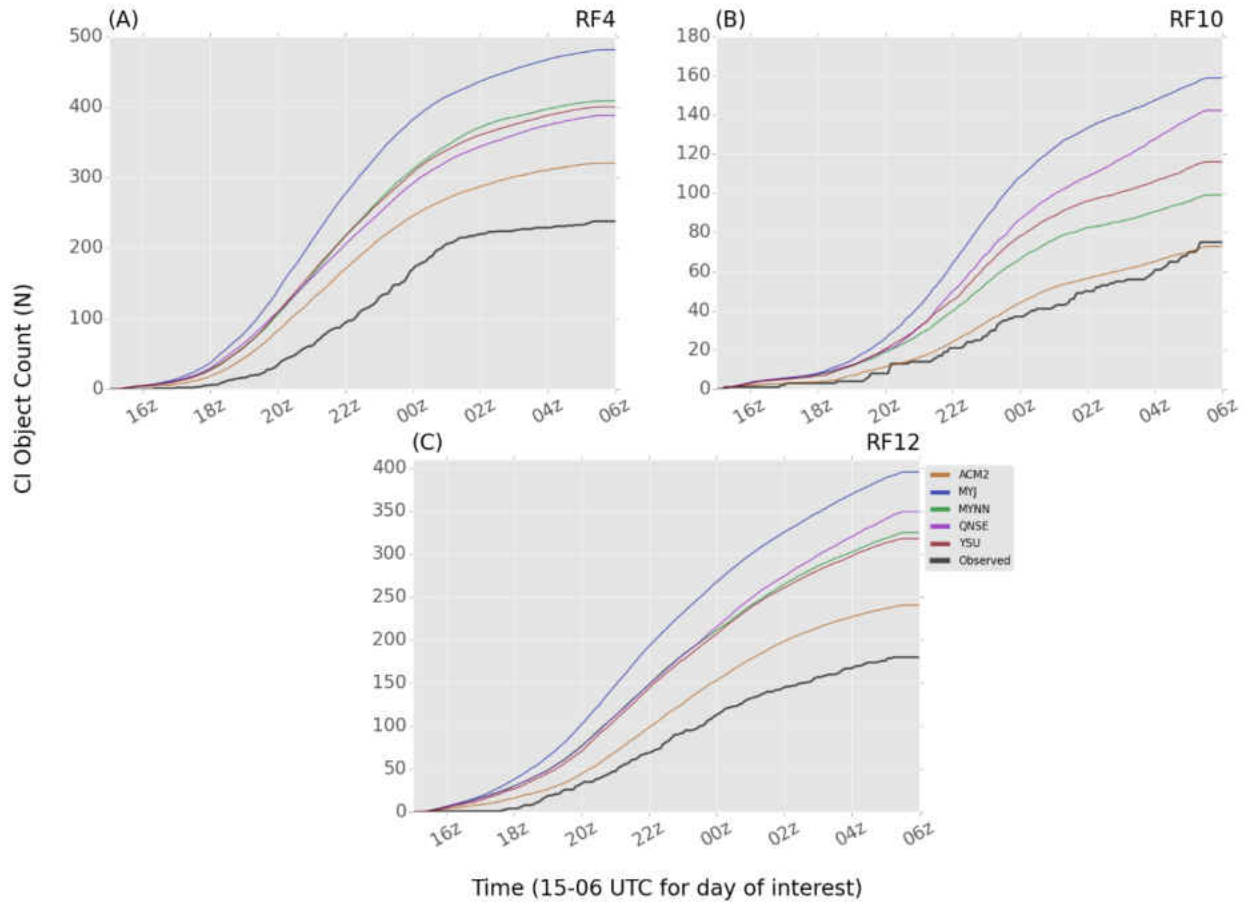 (A) RF4
500
400
300
200
100
0
16z 18z 20z 22z 00z 02z 04z 06z
(B) RF10
180
160
140
120
100
80
60
40
20
0
16z 18z 20z 22z 00z 02z 04z 06z
CI Object Count (N)
(C) RF12
400
350
300
250
200
150
100
50
0
16z 18z 20z 22z 00z 02z 04z 06z
ACM2
MYJ
MYNN
QNSE
YSU
Observed
Time (15-06 UTC for day of interest)